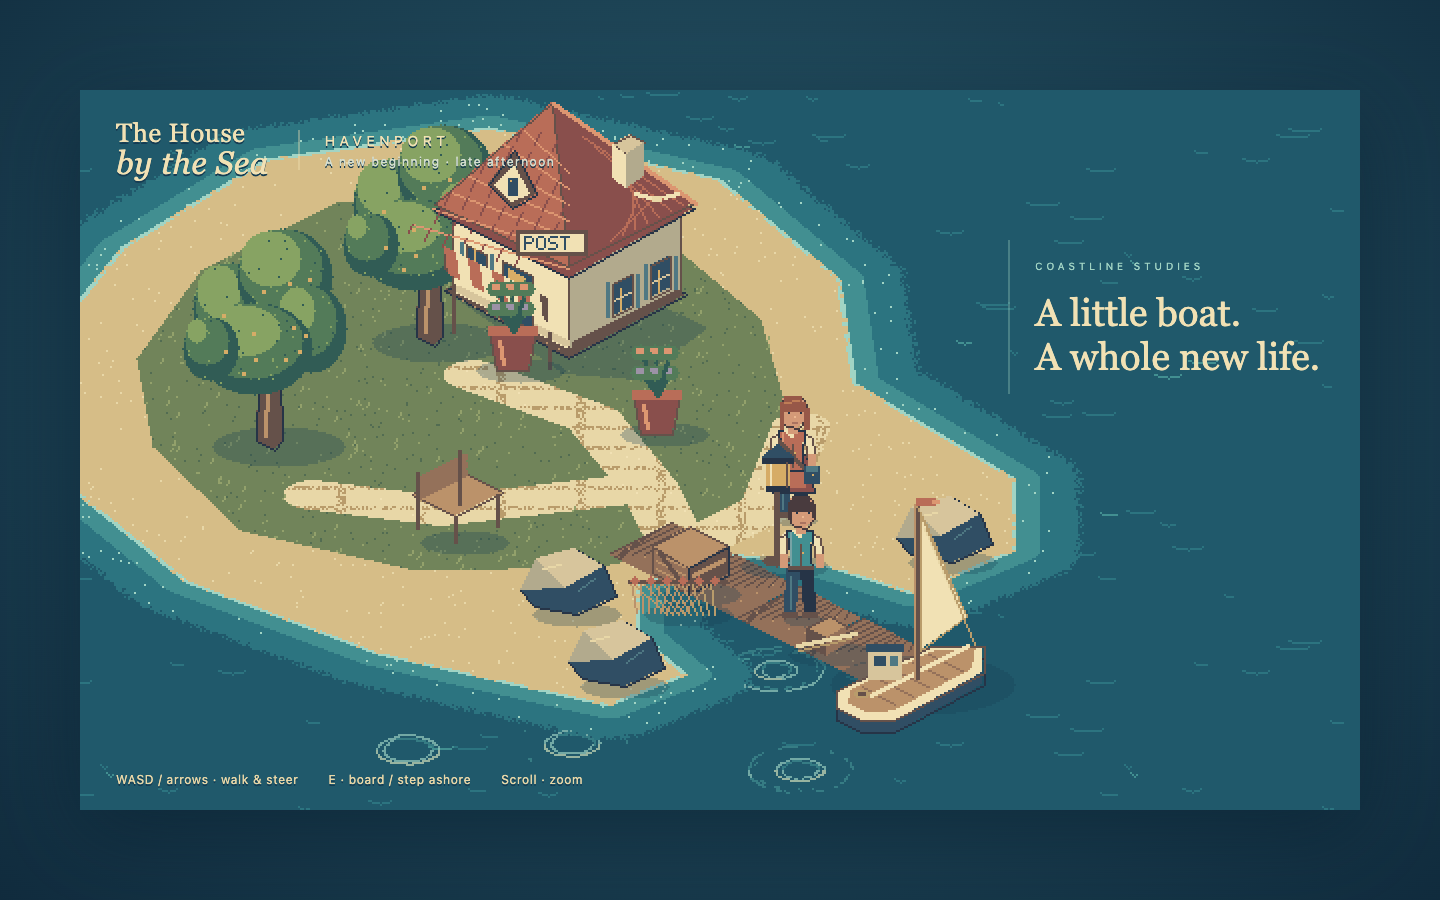 The House
by the Sea
HAVENPORT
A new beginning · late afternoon
POST
COASTLINE STUDIES
A little boat.
A whole new life.
WASD / arrows · walk & steer
E · board / step ashore
Scroll · zoom